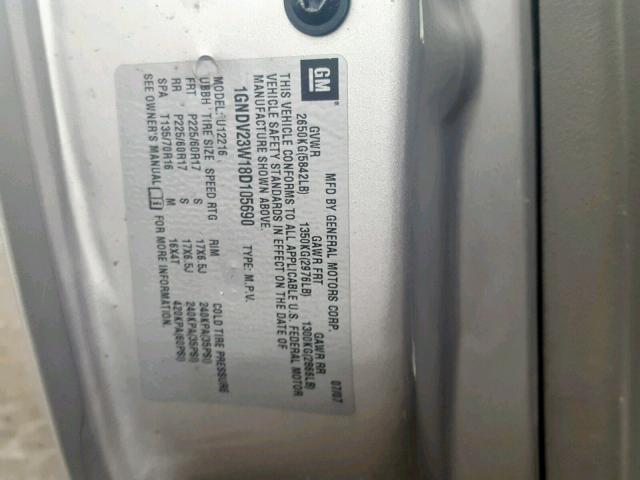 GM®
MFD BY GENERAL MOTORS CORP. 07/07
GVWR GAWR FRT GAWR RR
2650KG(5842LB) 1350KG(2976LB) 1300KG(2866LB)
THIS VEHICLE CONFORMS TO ALL APPLICABLE U.S. FEDERAL MOTOR
VEHICLE SAFETY STANDARDS IN EFFECT ON THE DATE OF
MANUFACTURE SHOWN ABOVE.
1GNDV23W18D105690 TYPE: M.P.V.
MODEL: U12216
UBBH TIRE SIZE SPEED RTG RIM COLD TIRE PRESSURE
FRT P225/60R17 S 17X6.5J 240KPA(35PSI)
RR P225/60R17 S 17X6.5J 240KPA(35PSI)
SPA T135/70R16 M 16X4T 420KPA(60PSI)
SEE OWNER'S MANUAL FOR MORE INFORMATION.